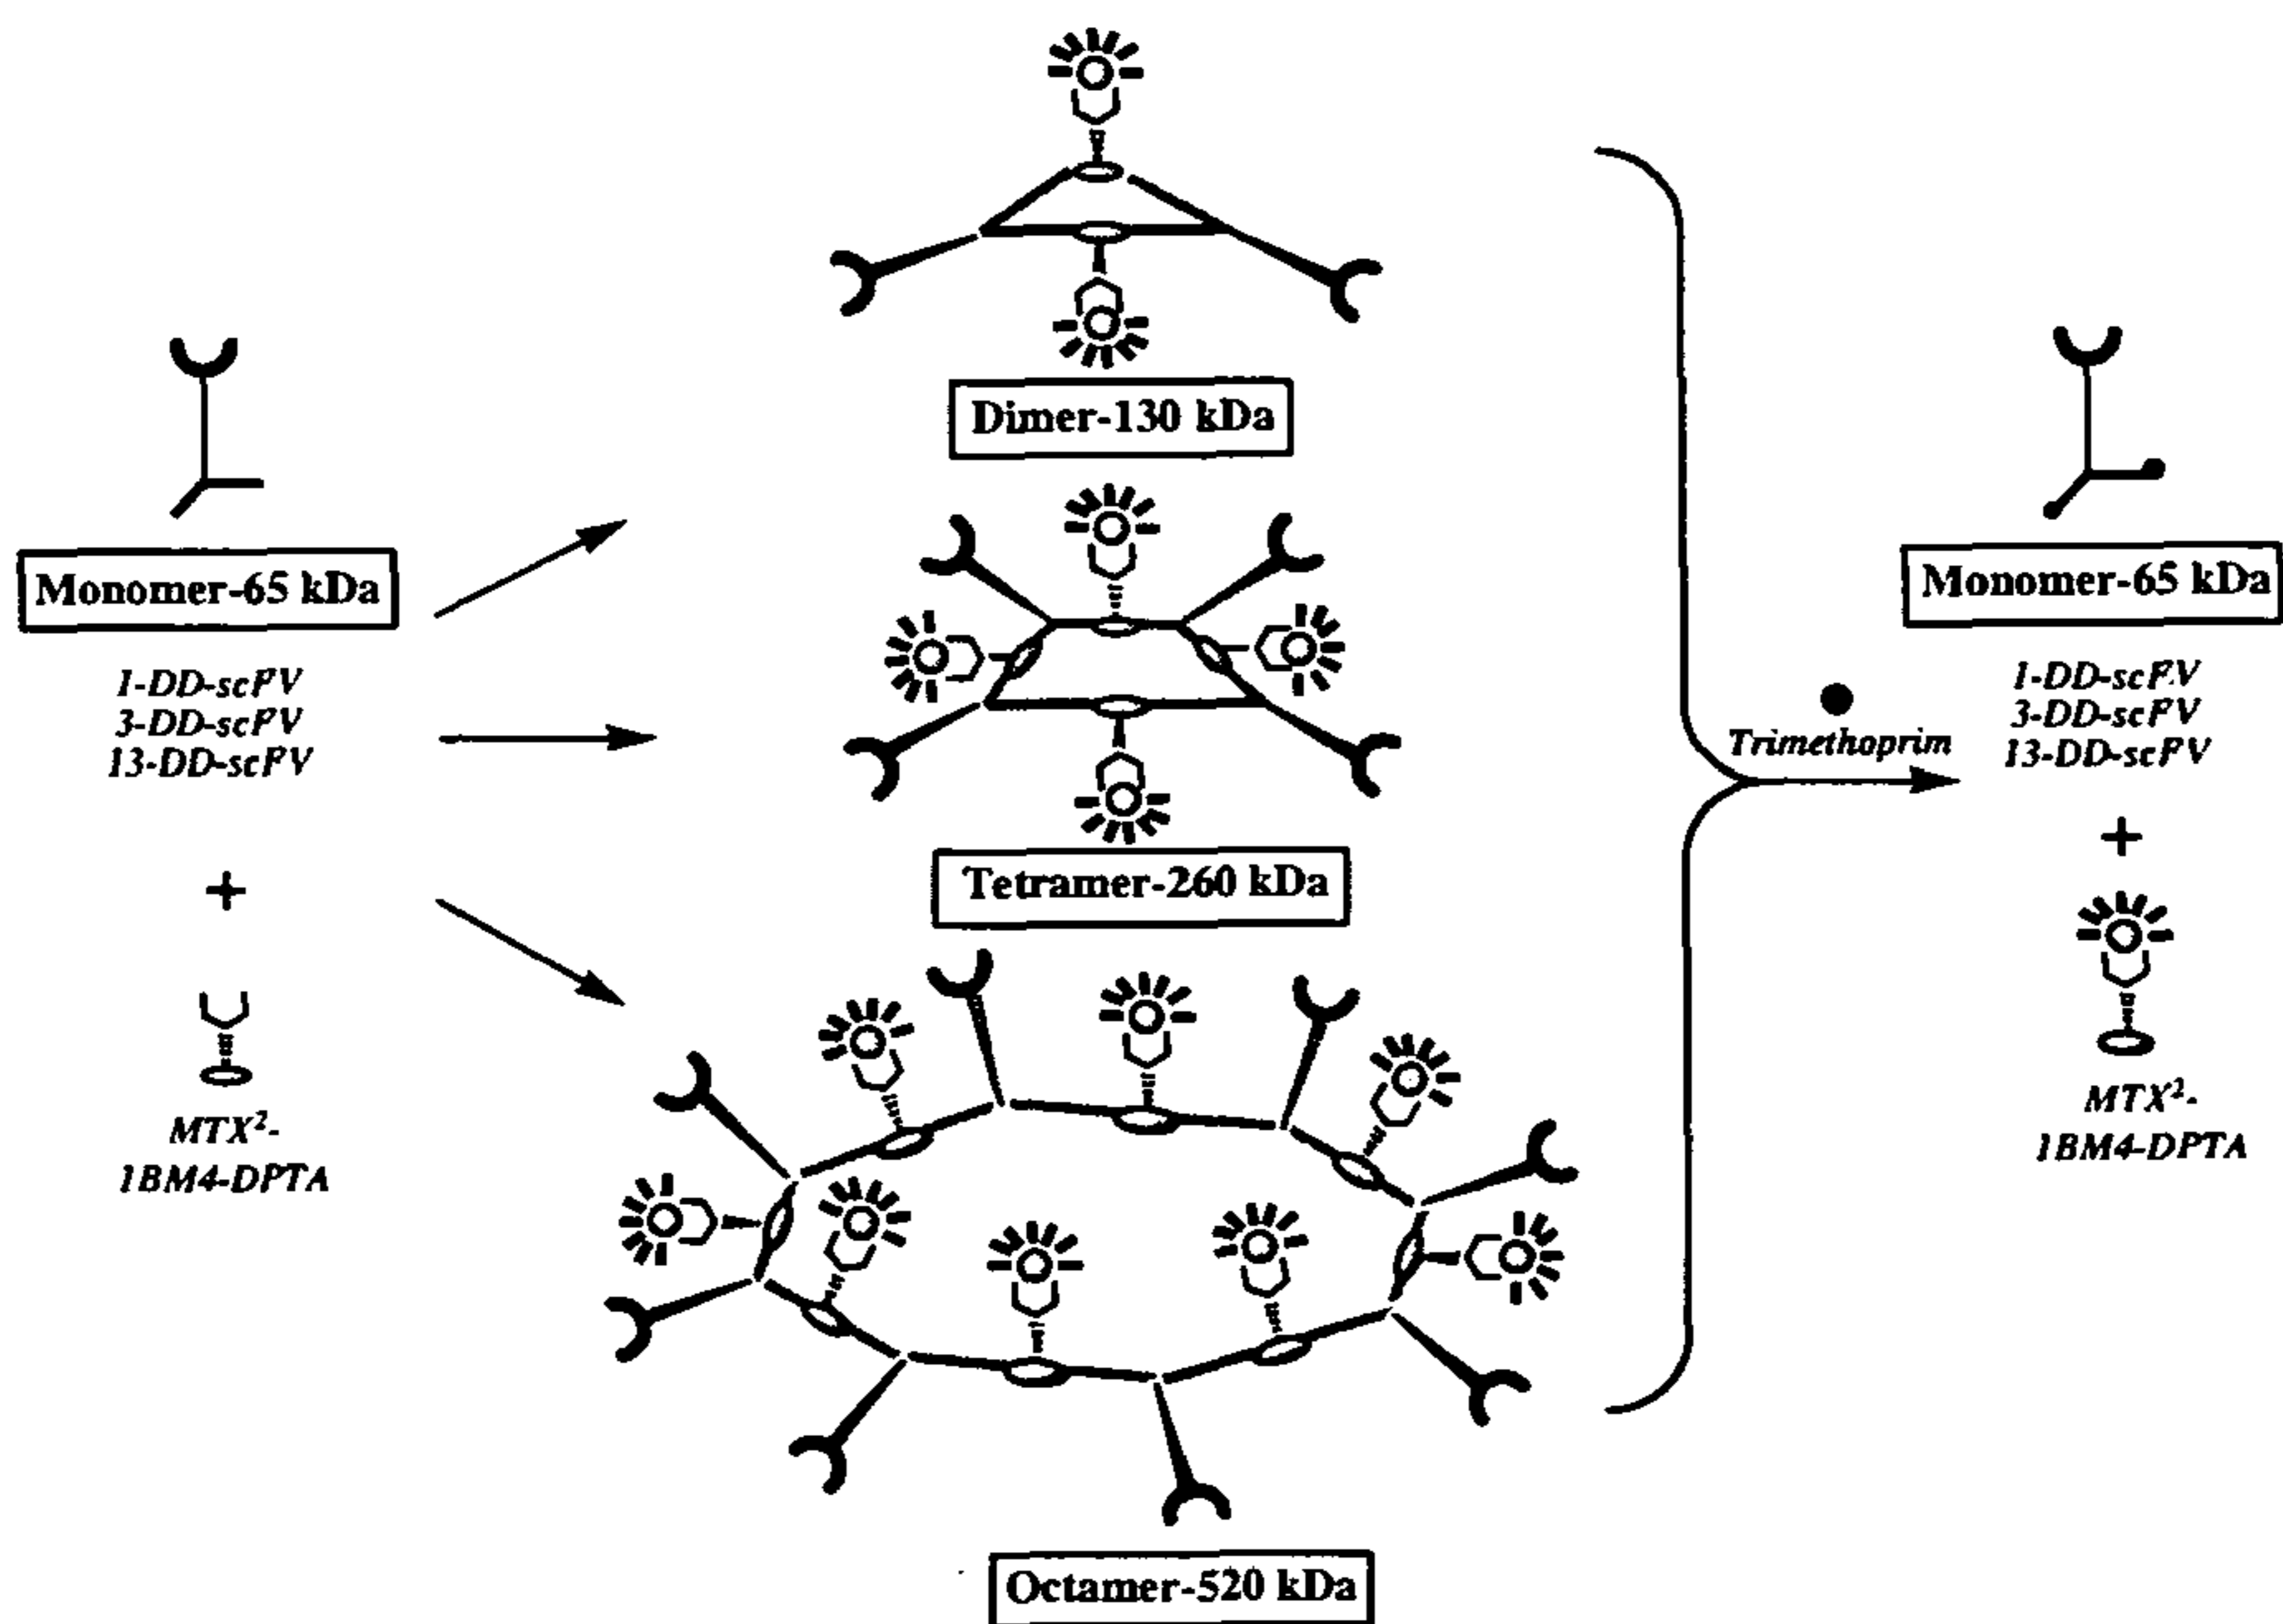 Monomer-65 kDa
1-DD-scFV
3-DD-scFV
13-DD-scFV
+
MTX²-
1BM4-DPTA
Dimer-130 kDa
Tetramer-260 kDa
Octamer-520 kDa
Trimethoprim
Monomer-65 kDa
1-DD-scFV
3-DD-scFV
13-DD-scFV
+
MTX²-
1BM4-DPTA